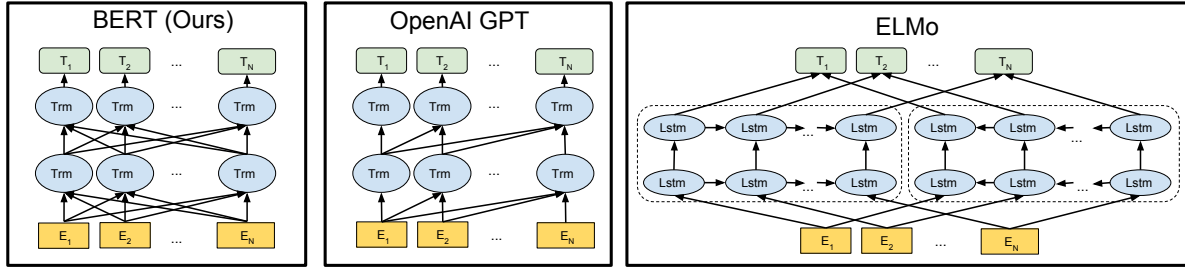 BERT (Ours)
T1 T2 ... TN
Trm Trm ... Trm
Trm Trm ... Trm
E1 E2 ... EN
OpenAI GPT
T1 T2 ... TN
Trm Trm ... Trm
Trm Trm ... Trm
E1 E2 ... EN
ELMo
T1 T2 ... TN
Lstm Lstm ... Lstm Lstm Lstm ... Lstm
Lstm Lstm ... Lstm Lstm Lstm ... Lstm
E1 E2 ... EN